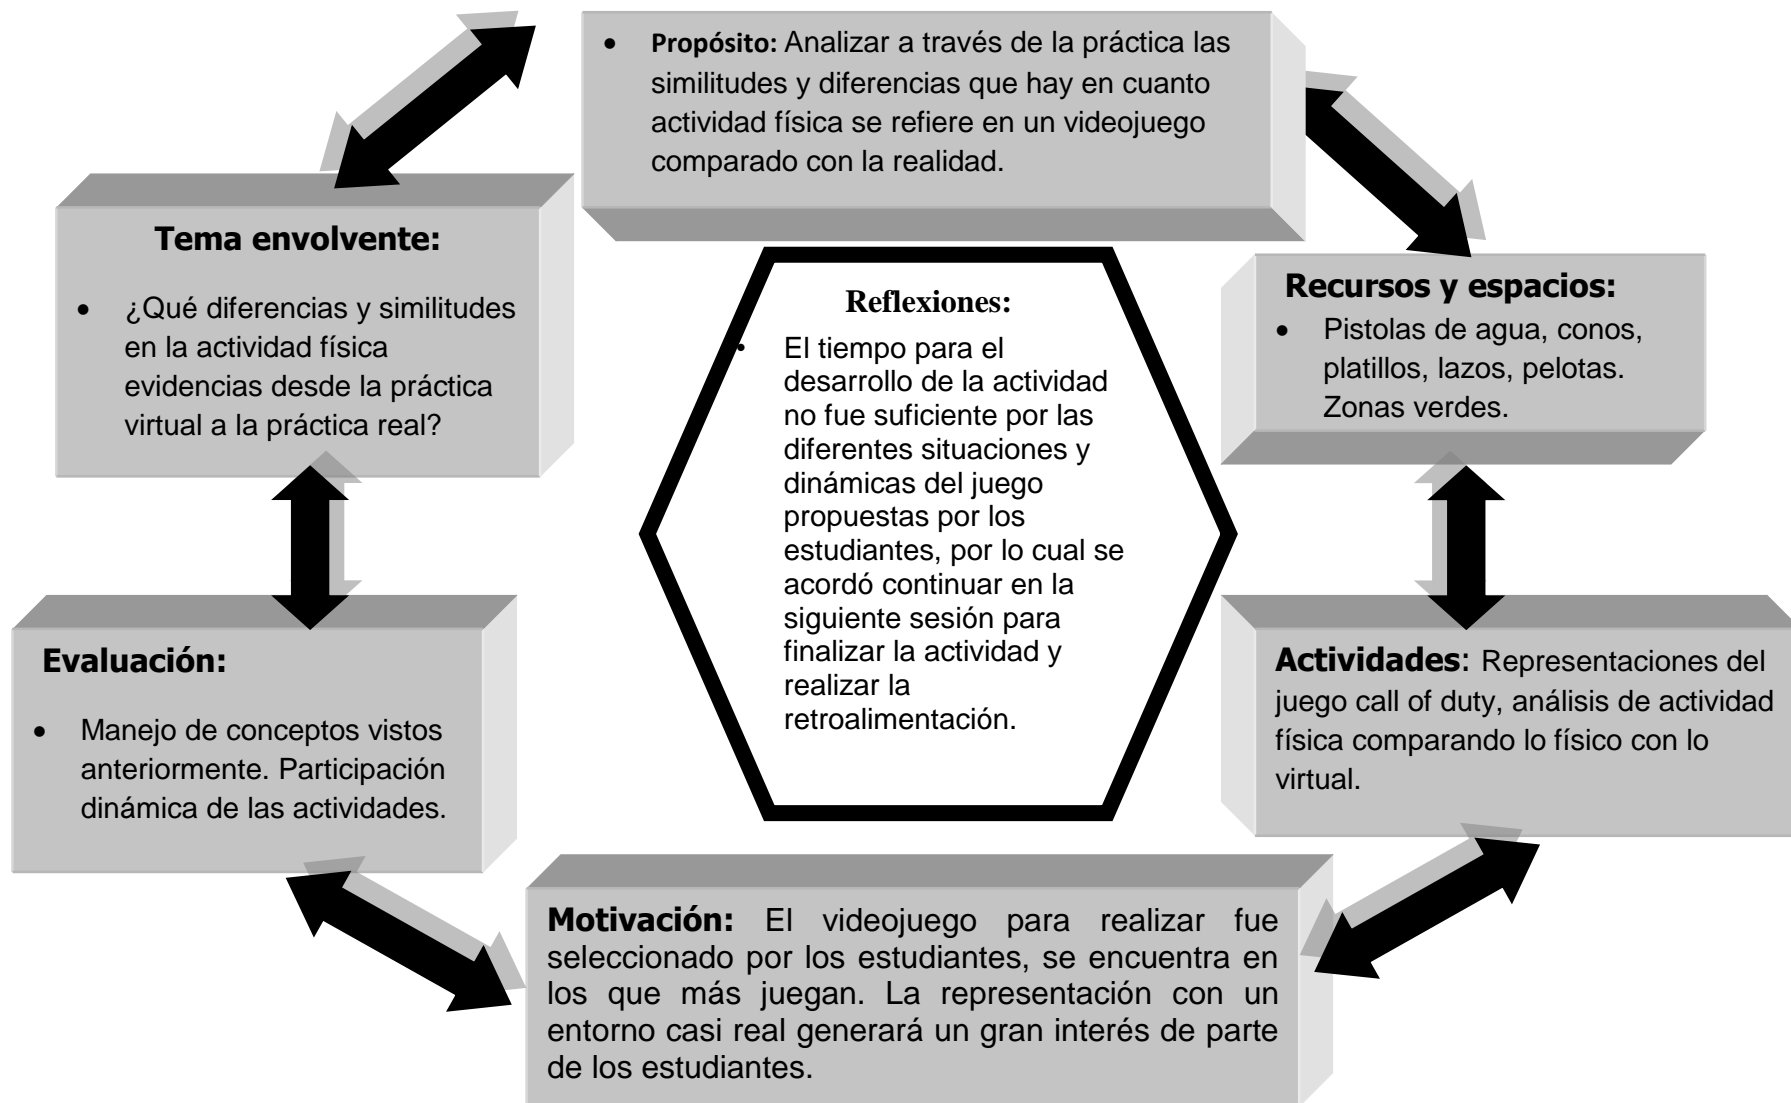 • Propósito: Analizar a través de la práctica las
similitudes y diferencias que hay en cuanto
actividad física se refiere en un videojuego
comparado con la realidad.
Tema envolvente:
• ¿Qué diferencias y similitudes
en la actividad física
evidencias desde la práctica
virtual a la práctica real?
Reflexiones:
• El tiempo para el
desarrollo de la actividad
no fue suficiente por las
diferentes situaciones y
dinámicas del juego
propuestas por los
estudiantes, por lo cual se
acordó continuar en la
siguiente sesión para
finalizar la actividad y
realizar la
retroalimentación.
Recursos y espacios:
• Pistolas de agua, conos,
platillos, lazos, pelotas.
Zonas verdes.
Evaluación:
• Manejo de conceptos vistos
anteriormente. Participación
dinámica de las actividades.
Actividades: Representaciones del
juego call of duty, análisis de actividad
física comparando lo físico con lo
virtual.
Motivación: El videojuego para realizar fue
seleccionado por los estudiantes, se encuentra en
los que más juegan. La representación con un
entorno casi real generará un gran interés de parte
de los estudiantes.